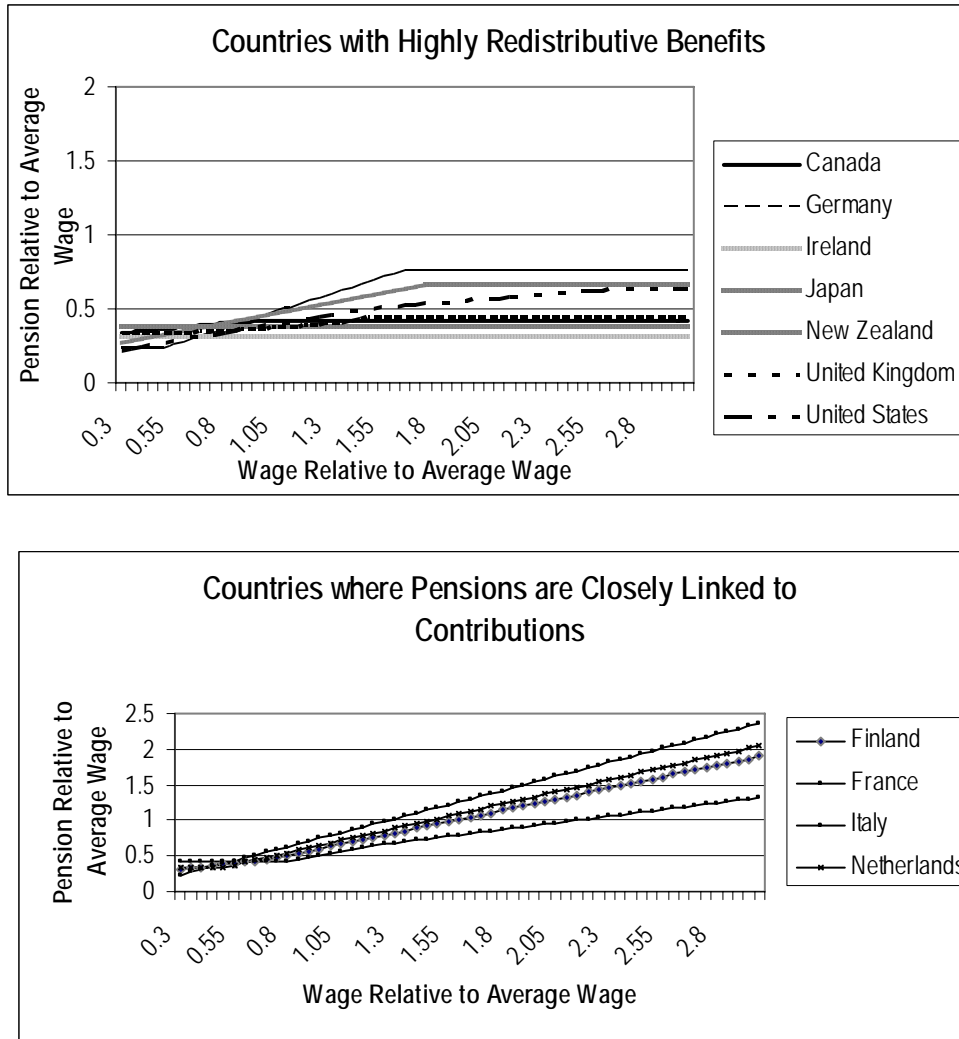 Countries with Highly Redistributive Benefits
Pension Relative to Average
Wage
2
1.5
1
0.5
0
0.3
0.55
0.8
1.05
1.3
1.55
1.8
2.05
2.3
2.55
2.8
Wage Relative to Average Wage
Canada
Germany
Ireland
Japan
New Zealand
United Kingdom
United States
Countries where Pensions are Closely Linked to
Contributions
Pension Relative to
Average Wage
2.5
2
1.5
1
0.5
0
0.3
0.55
0.8
1.05
1.3
1.55
1.8
2.05
2.3
2.55
2.8
Wage Relative to Average Wage
Finland
France
Italy
Netherlands